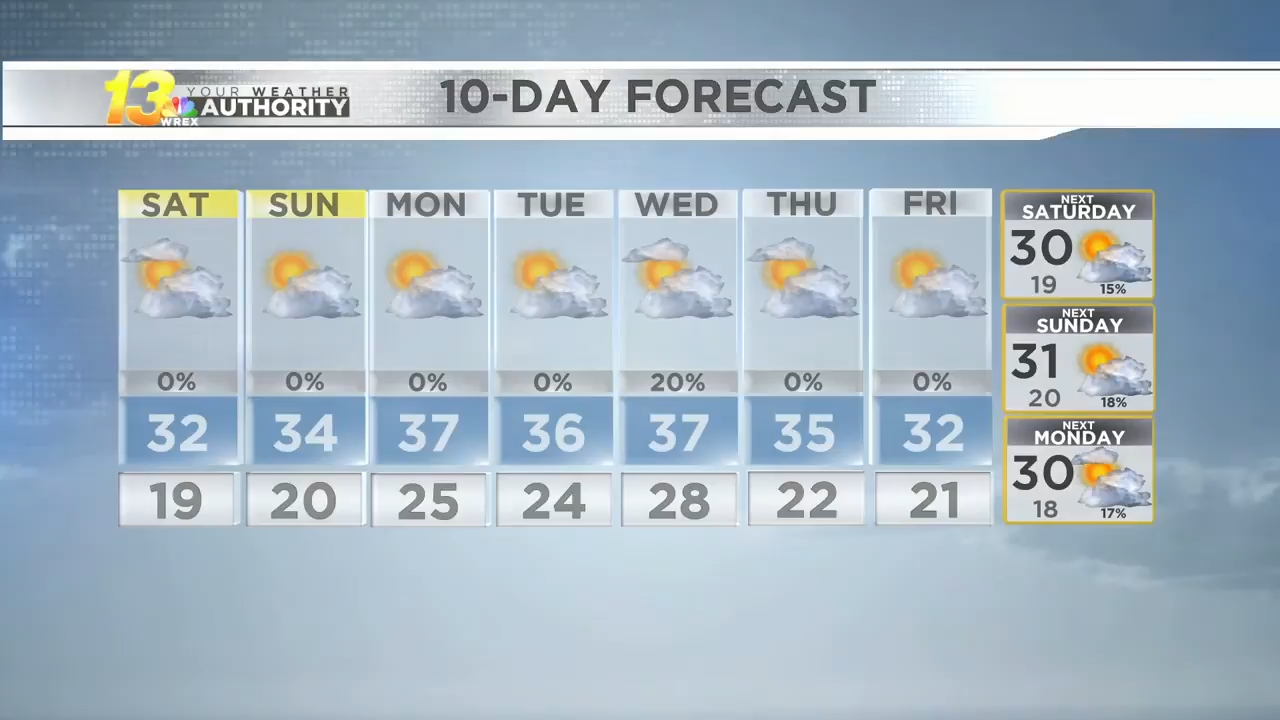 13
WREX
YOUR WEATHER
AUTHORITY
10-DAY FORECAST
SAT SUN MON TUE WED THU FRI
0% 0% 0% 0% 20% 0% 0%
32 34 37 36 37 35 32
19 20 25 24 28 22 21
NEXT
SATURDAY
30
19 15%
NEXT
SUNDAY
31
20 18%
NEXT
MONDAY
30
18 17%